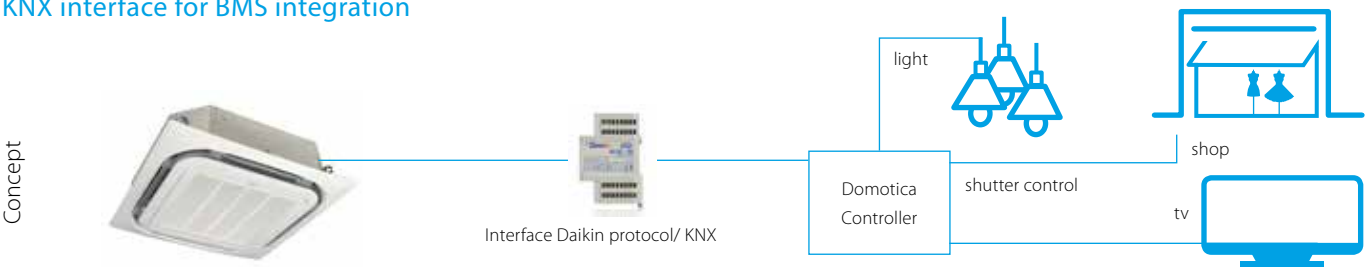 KNX interface for BMS integration
Concept
light
shop
Domotica
Controller
shutter control
tv
Interface Daikin protocol/ KNX